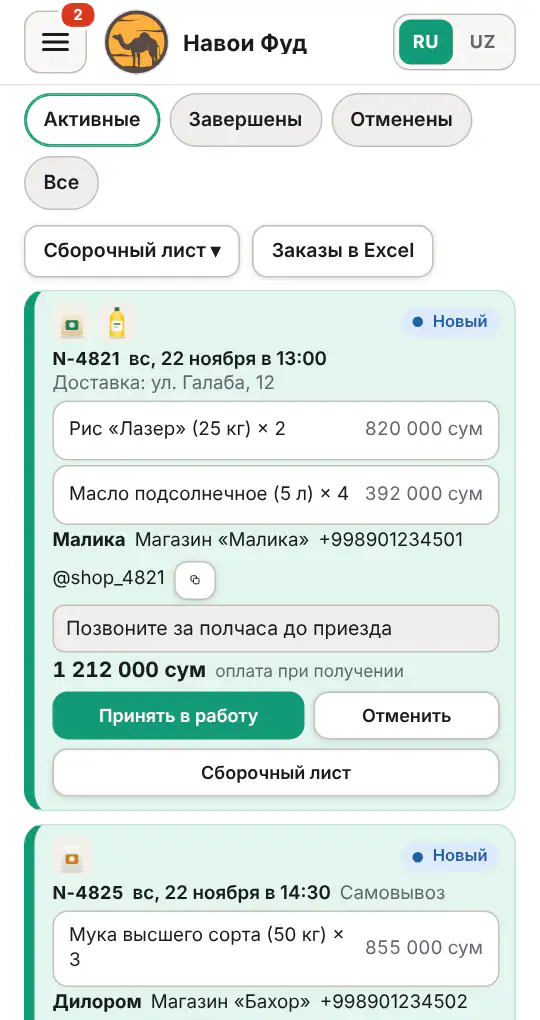 2
Навои Фуд
RU UZ
Активные Завершены Отменены
Все
Сборочный лист ▾ Заказы в Excel
Новый
N-4821 вс, 22 ноября в 13:00
Доставка: ул. Галаба, 12
Рис «Лазер» (25 кг) × 2 820 000 сум
Масло подсолнечное (5 л) × 4 392 000 сум
Малика Магазин «Малика» +998901234501
@shop_4821
Позвоните за полчаса до приезда
1 212 000 сум оплата при получении
Принять в работу Отменить
Сборочный лист
Новый
N-4825 вс, 22 ноября в 14:30 Самовывоз
Мука высшего сорта (50 кг) × 855 000 сум
3
Дилором Магазин «Бахор» +998901234502